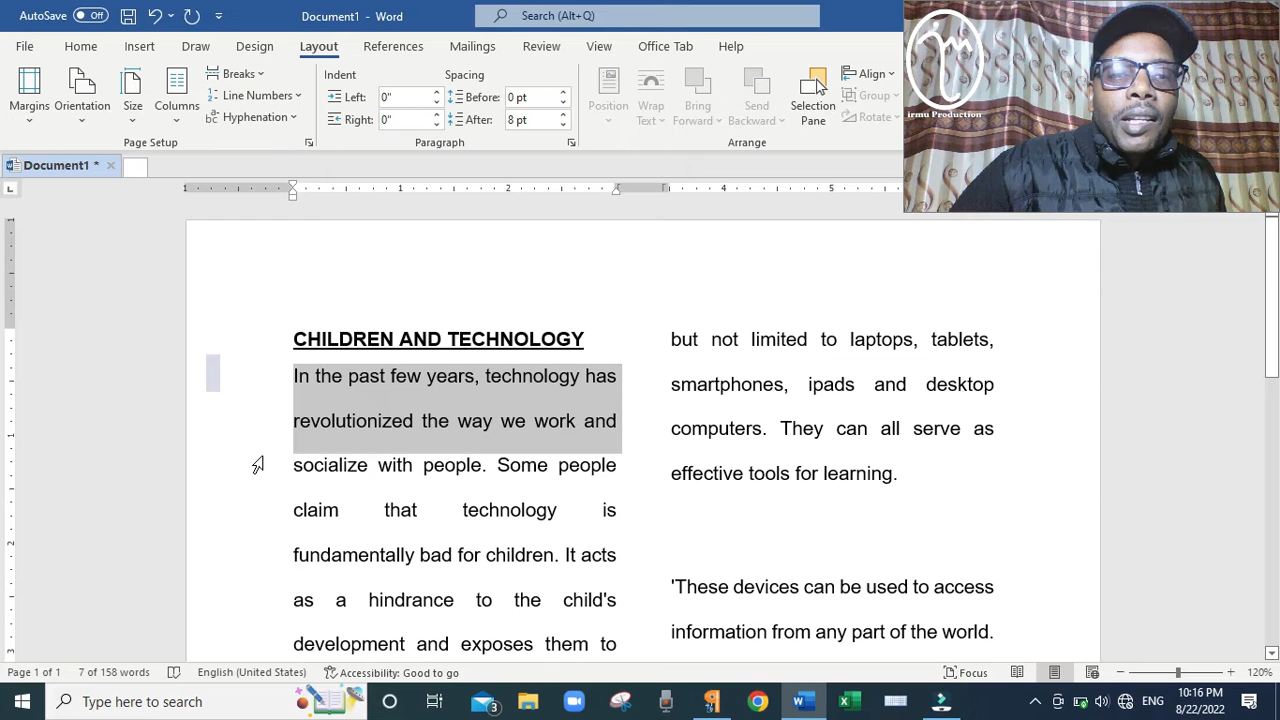 AutoSave Off Document1 - Word Search (Alt+Q)
File Home Insert Draw Design Layout References Mailings Review View Office Tab Help
Margins Orientation Size Columns Breaks Line Numbers Hyphenation
Page Setup
Indent Spacing
Left: 0" Before: 0 pt
Right: 0" After: 8 pt
Paragraph
Position Wrap Text Bring Forward Send Backward Selection Pane Align Group Rotate
Arrange
irmu Production
Document1 *
1 1 2 4 5
CHILDREN AND TECHNOLOGY
In the past few years, technology has
revolutionized the way we work and
socialize with people. Some people
claim that technology is
fundamentally bad for children. It acts
as a hindrance to the child's
development and exposes them to
but not limited to laptops, tablets,
smartphones, ipads and desktop
computers. They can all serve as
effective tools for learning.
'These devices can be used to access
information from any part of the world.
Page 1 of 1 7 of 158 words English (United States) Accessibility: Good to go Focus 120%
Type here to search 3 ENG 10:16 PM
8/22/2022